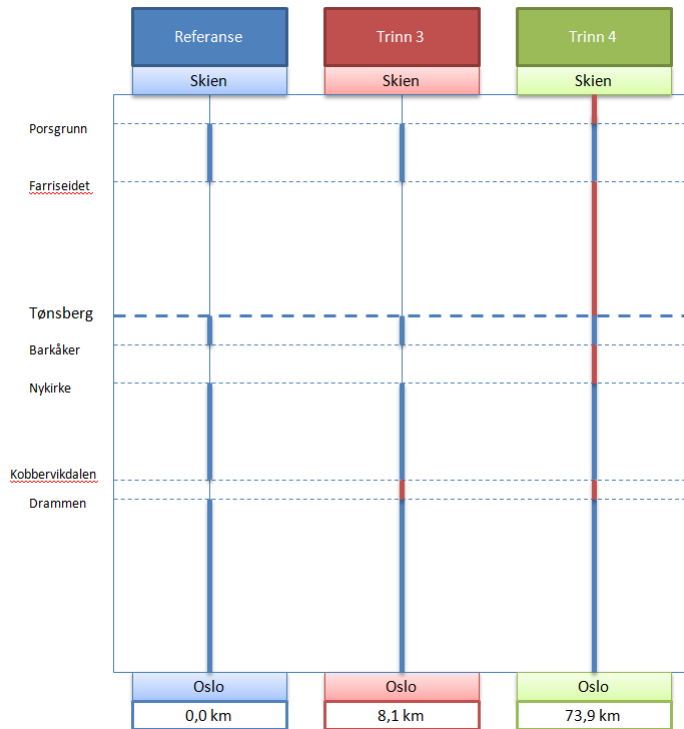 Referanse
Trinn 3
Trinn 4
Skien
Skien
Skien
Porsgrunn
Farriseidet
Tønsberg
Barkåker
Nykirke
Kobbervikdalen
Drammen
Oslo
Oslo
Oslo
0,0 km
8,1 km
73,9 km